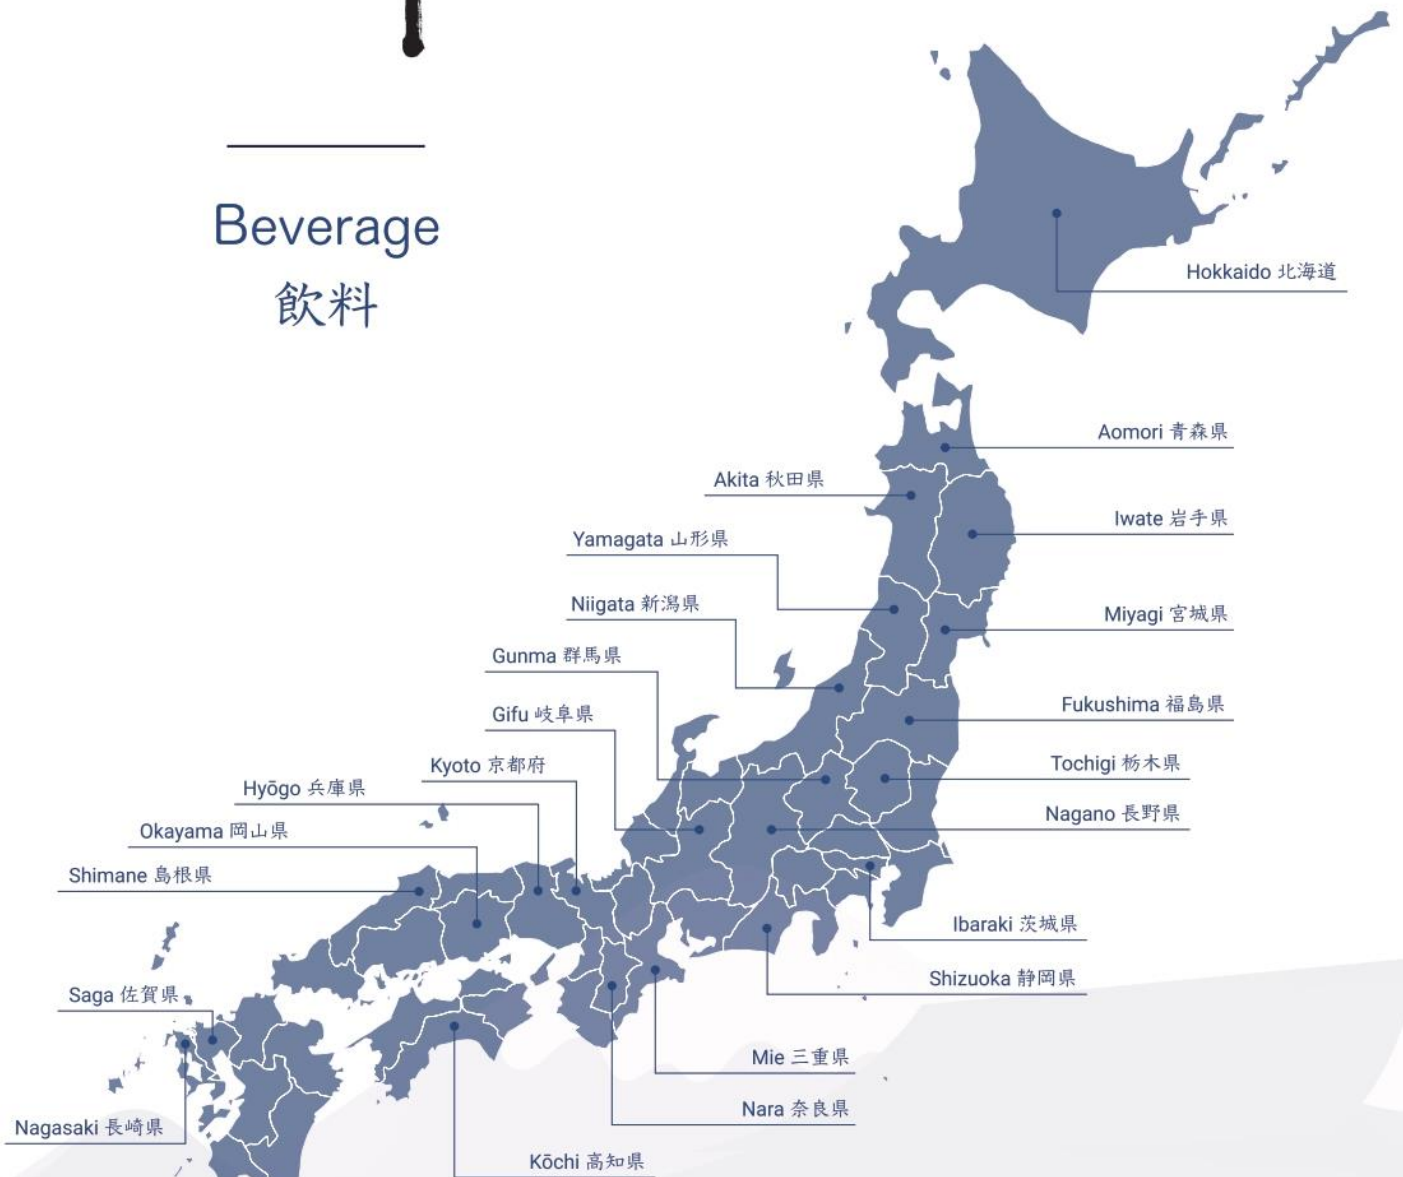 Beverage
飲料
Hokkaido 北海道
Aomori 青森県
Akita 秋田県
Iwate 岩手県
Yamagata 山形県
Niigata 新潟県
Miyagi 宮城県
Gunma 群馬県
Fukushima 福島県
Gifu 岐阜県
Kyoto 京都府
Tochigi 栃木県
Hyōgo 兵庫県
Nagano 長野県
Okayama 岡山県
Shimane 島根県
Ibaraki 茨城県
Shizuoka 静岡県
Saga 佐賀県
Mie 三重県
Nara 奈良県
Nagasaki 長崎県
Kōchi 高知県